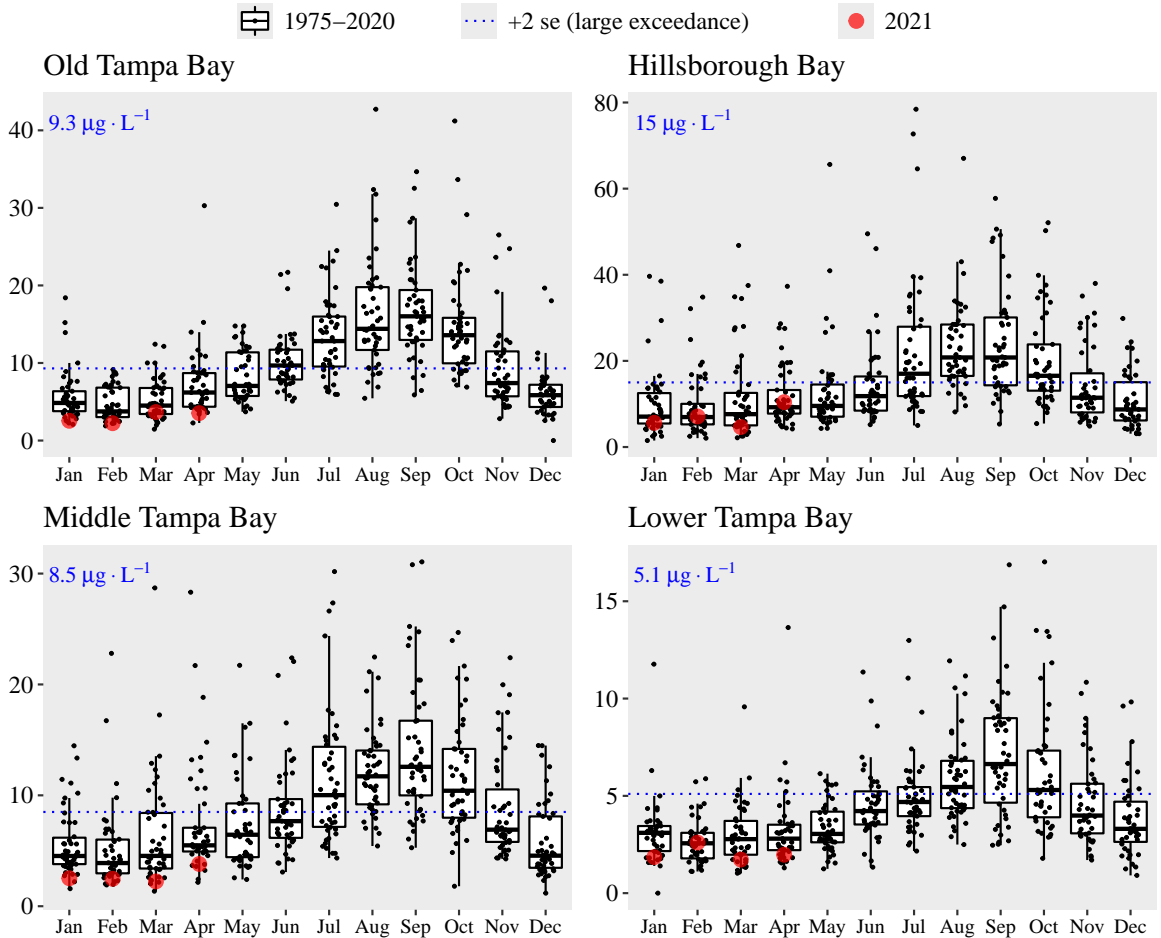 1975−2020 +2 se (large exceedance) 2021
Old Tampa Bay
9.3 μg · L⁻¹
40
30
20
10
0
Jan Feb Mar Apr May Jun Jul Aug Sep Oct Nov Dec
Hillsborough Bay
15 μg · L⁻¹
80
60
40
20
0
Jan Feb Mar Apr May Jun Jul Aug Sep Oct Nov Dec
Middle Tampa Bay
8.5 μg · L⁻¹
30
20
10
0
Jan Feb Mar Apr May Jun Jul Aug Sep Oct Nov Dec
Lower Tampa Bay
5.1 μg · L⁻¹
15
10
5
0
Jan Feb Mar Apr May Jun Jul Aug Sep Oct Nov Dec